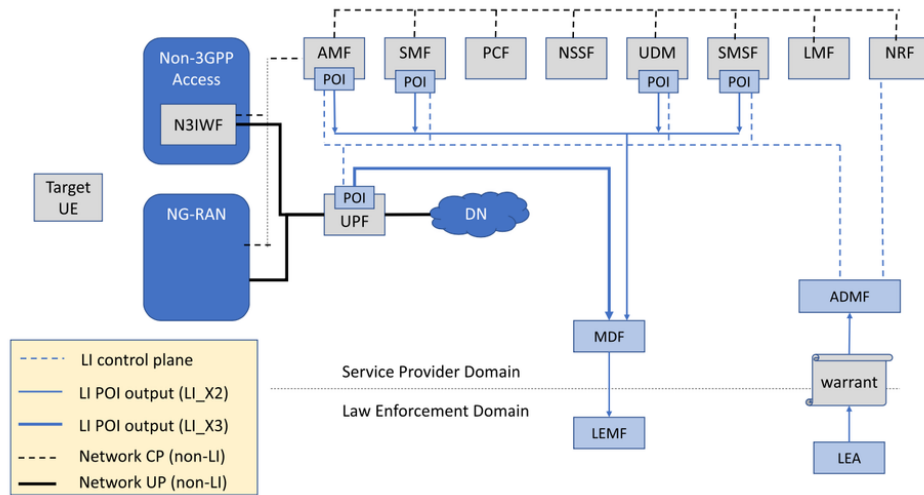 Non-3GPP
Access
N3IWF
AMF
POI
SMF
POI
PCF
NSSF
UDM
POI
SMSF
POI
LMF
NRF
Target
UE
NG-RAN
POI
UPF
DN
ADMF
MDF
Service Provider Domain
warrant
Law Enforcement Domain
LEMF
LEA
LI control plane
LI POI output (LI_X2)
LI POI output (LI_X3)
Network CP (non-LI)
Network UP (non-LI)